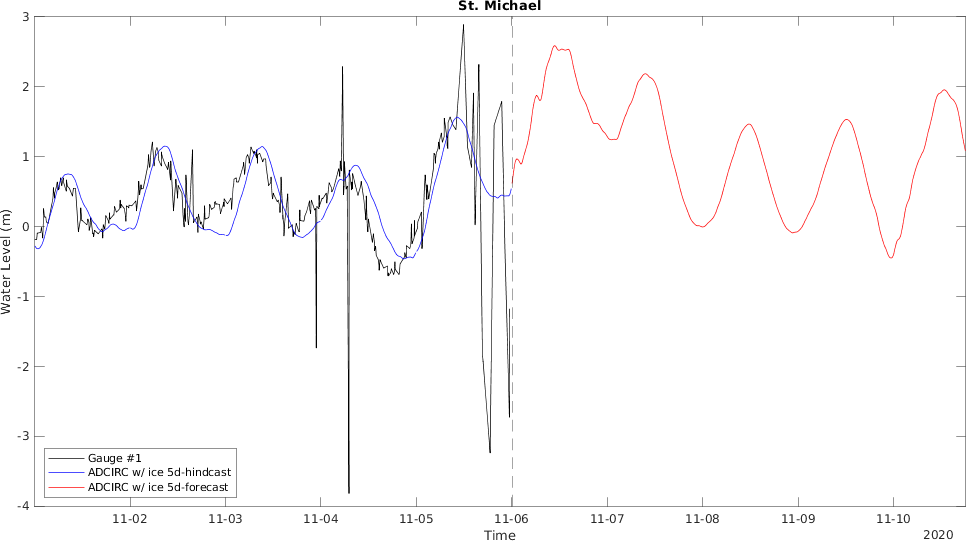 St. Michael
3
2
1
0
-1
-2
-3
-4
Water Level (m)
Gauge #1
ADCIRC w/ ice 5d-hindcast
ADCIRC w/ ice 5d-forecast
11-02 11-03 11-04 11-05 11-06 11-07 11-08 11-09 11-10
Time
2020